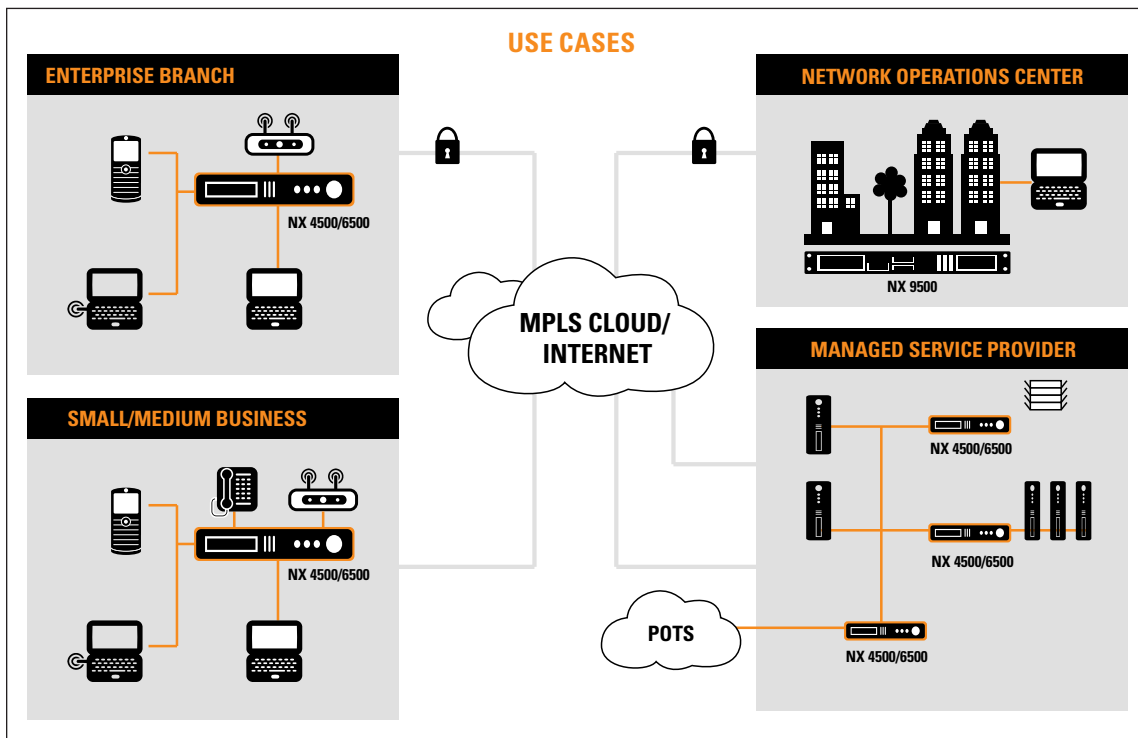 USE CASES
ENTERPRISE BRANCH
NX 4500/6500
SMALL/MEDIUM BUSINESS
NX 4500/6500
MPLS CLOUD/
INTERNET
POTS
NETWORK OPERATIONS CENTER
NX 9500
MANAGED SERVICE PROVIDER
NX 4500/6500
NX 4500/6500
NX 4500/6500